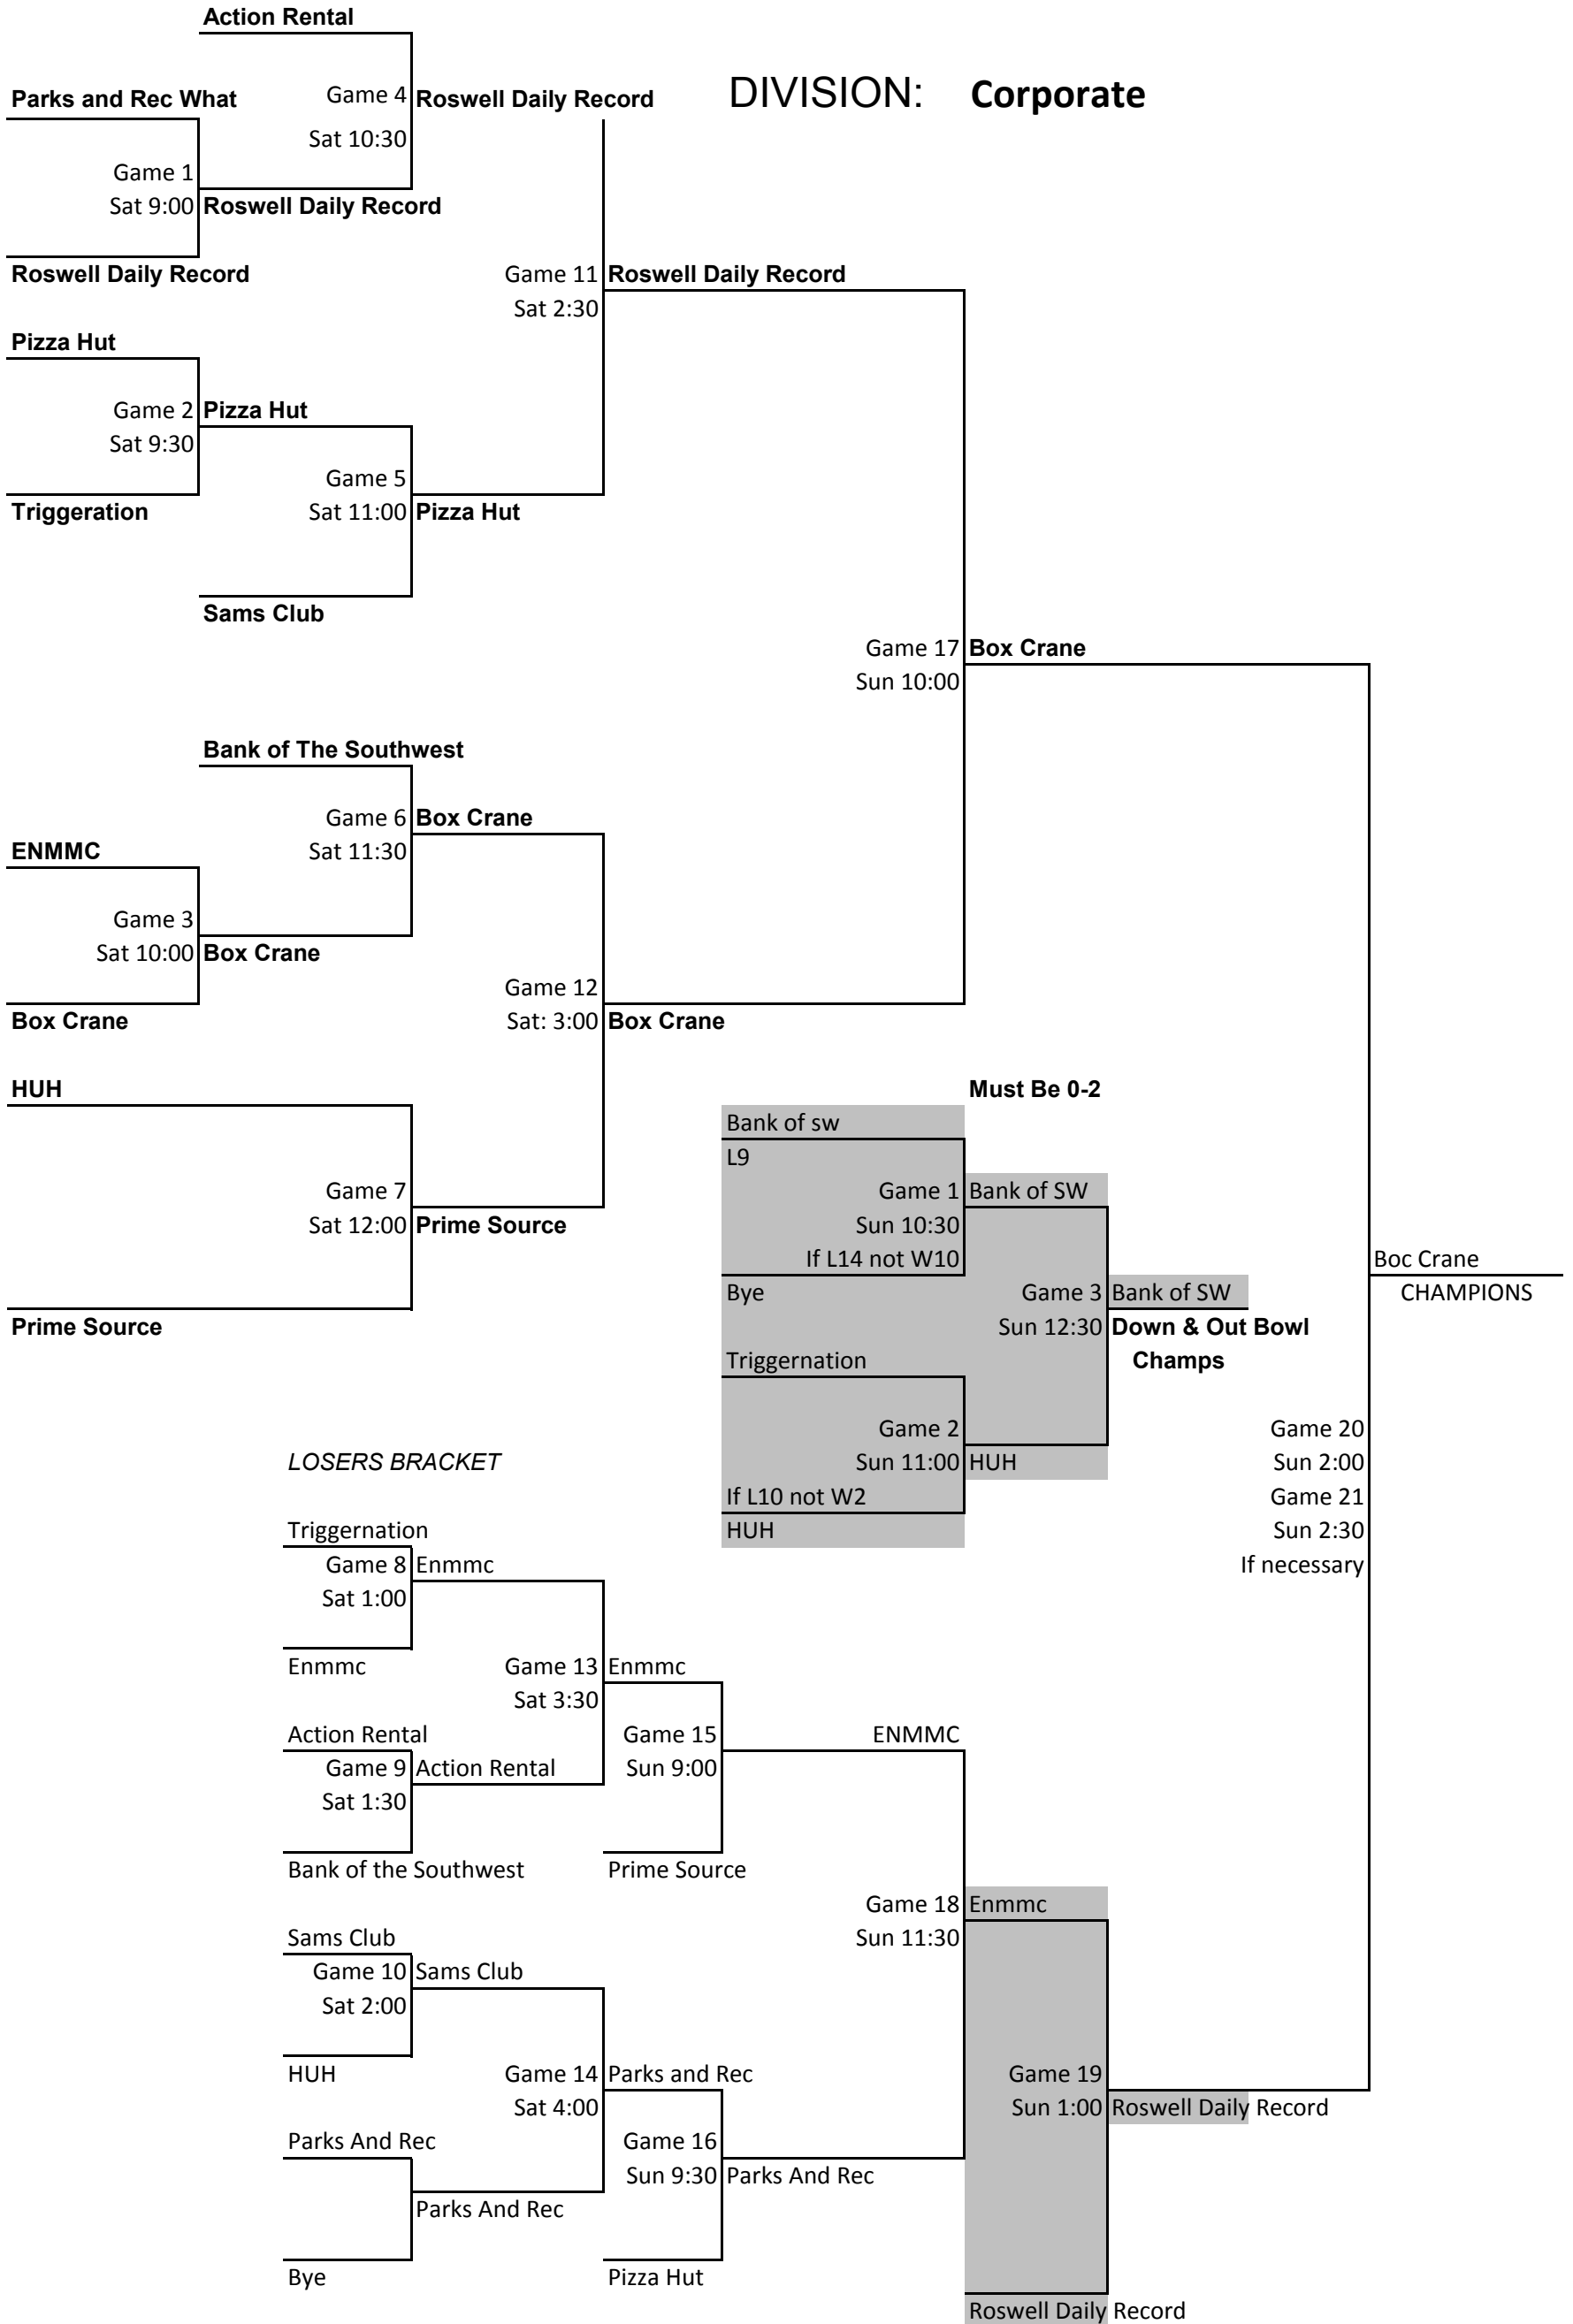 Action Rental
Parks and Rec What
Game 4
Roswell Daily Record
DIVISION: Corporate
Sat 10:30
Game 1
Sat 9:00
Roswell Daily Record
Roswell Daily Record
Game 11
Roswell Daily Record
Sat 2:30
Pizza Hut
Game 2
Pizza Hut
Sat 9:30
Game 5
Triggeration
Sat 11:00
Pizza Hut
Sams Club
Game 17
Box Crane
Sun 10:00
Bank of The Southwest
Game 6
Box Crane
ENMMC
Sat 11:30
Game 3
Sat 10:00
Box Crane
Game 12
Box Crane
Sat: 3:00
Box Crane
HUH
Must Be 0-2
Bank of sw
L9
Game 7
Game 1
Bank of SW
Sat 12:00
Prime Source
Sun 10:30
If L14 not W10
Boc Crane
Bye
Game 3
Bank of SW
CHAMPIONS
Prime Source
Sun 12:30
Down & Out Bowl
Triggernation
Champs
Game 2
Game 20
LOSERS BRACKET
Sun 11:00
HUH
Sun 2:00
If L10 not W2
Game 21
Triggernation
HUH
Sun 2:30
Game 8
Enmmc
If necessary
Sat 1:00
Enmmc
Game 13
Enmmc
Sat 3:30
Action Rental
Game 15
ENMMC
Game 9
Action Rental
Sun 9:00
Sat 1:30
Bank of the Southwest
Prime Source
Game 18
Enmmc
Sams Club
Sun 11:30
Game 10
Sams Club
Sat 2:00
HUH
Game 14
Parks and Rec
Game 19
Sat 4:00
Sun 1:00
Roswell Daily Record
Parks And Rec
Game 16
Sun 9:30
Parks And Rec
Parks And Rec
Bye
Pizza Hut
Roswell Daily Record